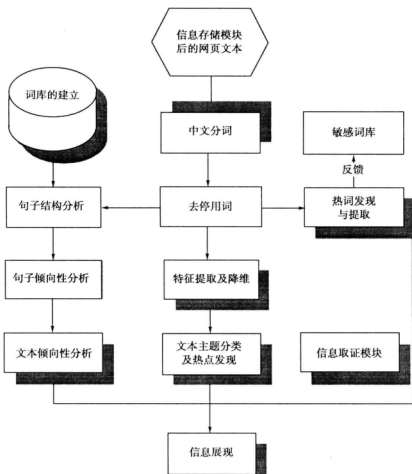 信息存储模块
后的网页文本
词库的建立
中文分词
敏感词库
反馈
句子结构分析
去停用词
热词发现
与提取
句子倾向性分析
特征提取及降维
文本倾向性分析
文本主题分类
及热点发现
信息取证模块
信息展现